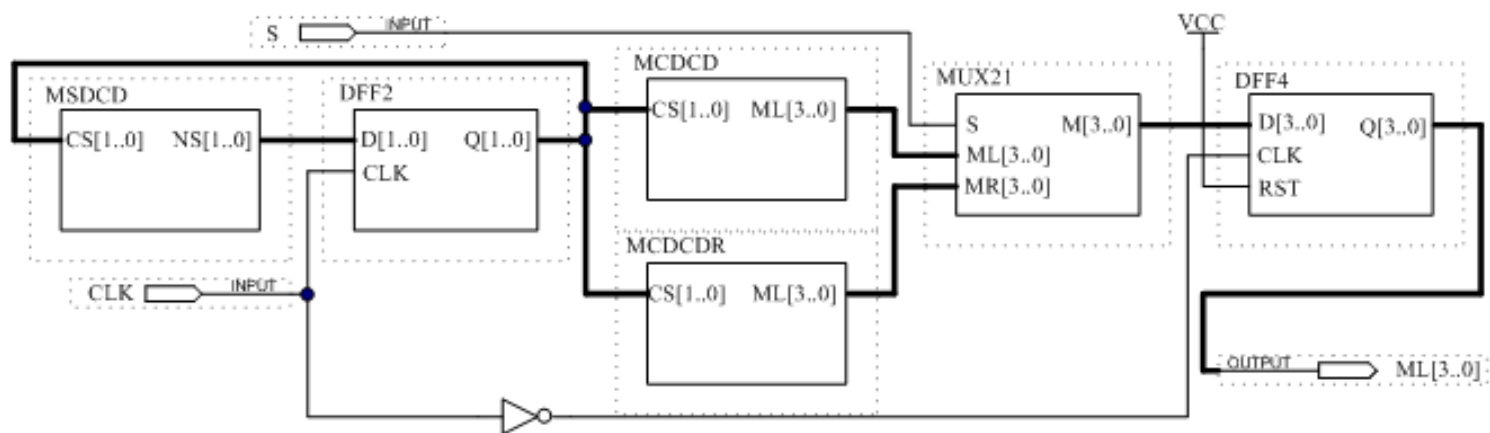 S INPUT
VCC
MSDCD
CS[1..0] NS[1..0]
DFF2
D[1..0] Q[1..0]
CLK
MCDCD
CS[1..0] ML[3..0]
MCDCDR
CS[1..0] ML[3..0]
MUX21
S M[3..0]
ML[3..0]
MR[3..0]
DFF4
D[3..0] Q[3..0]
CLK
RST
CLK INPUT
OUTPUT ML[3..0]